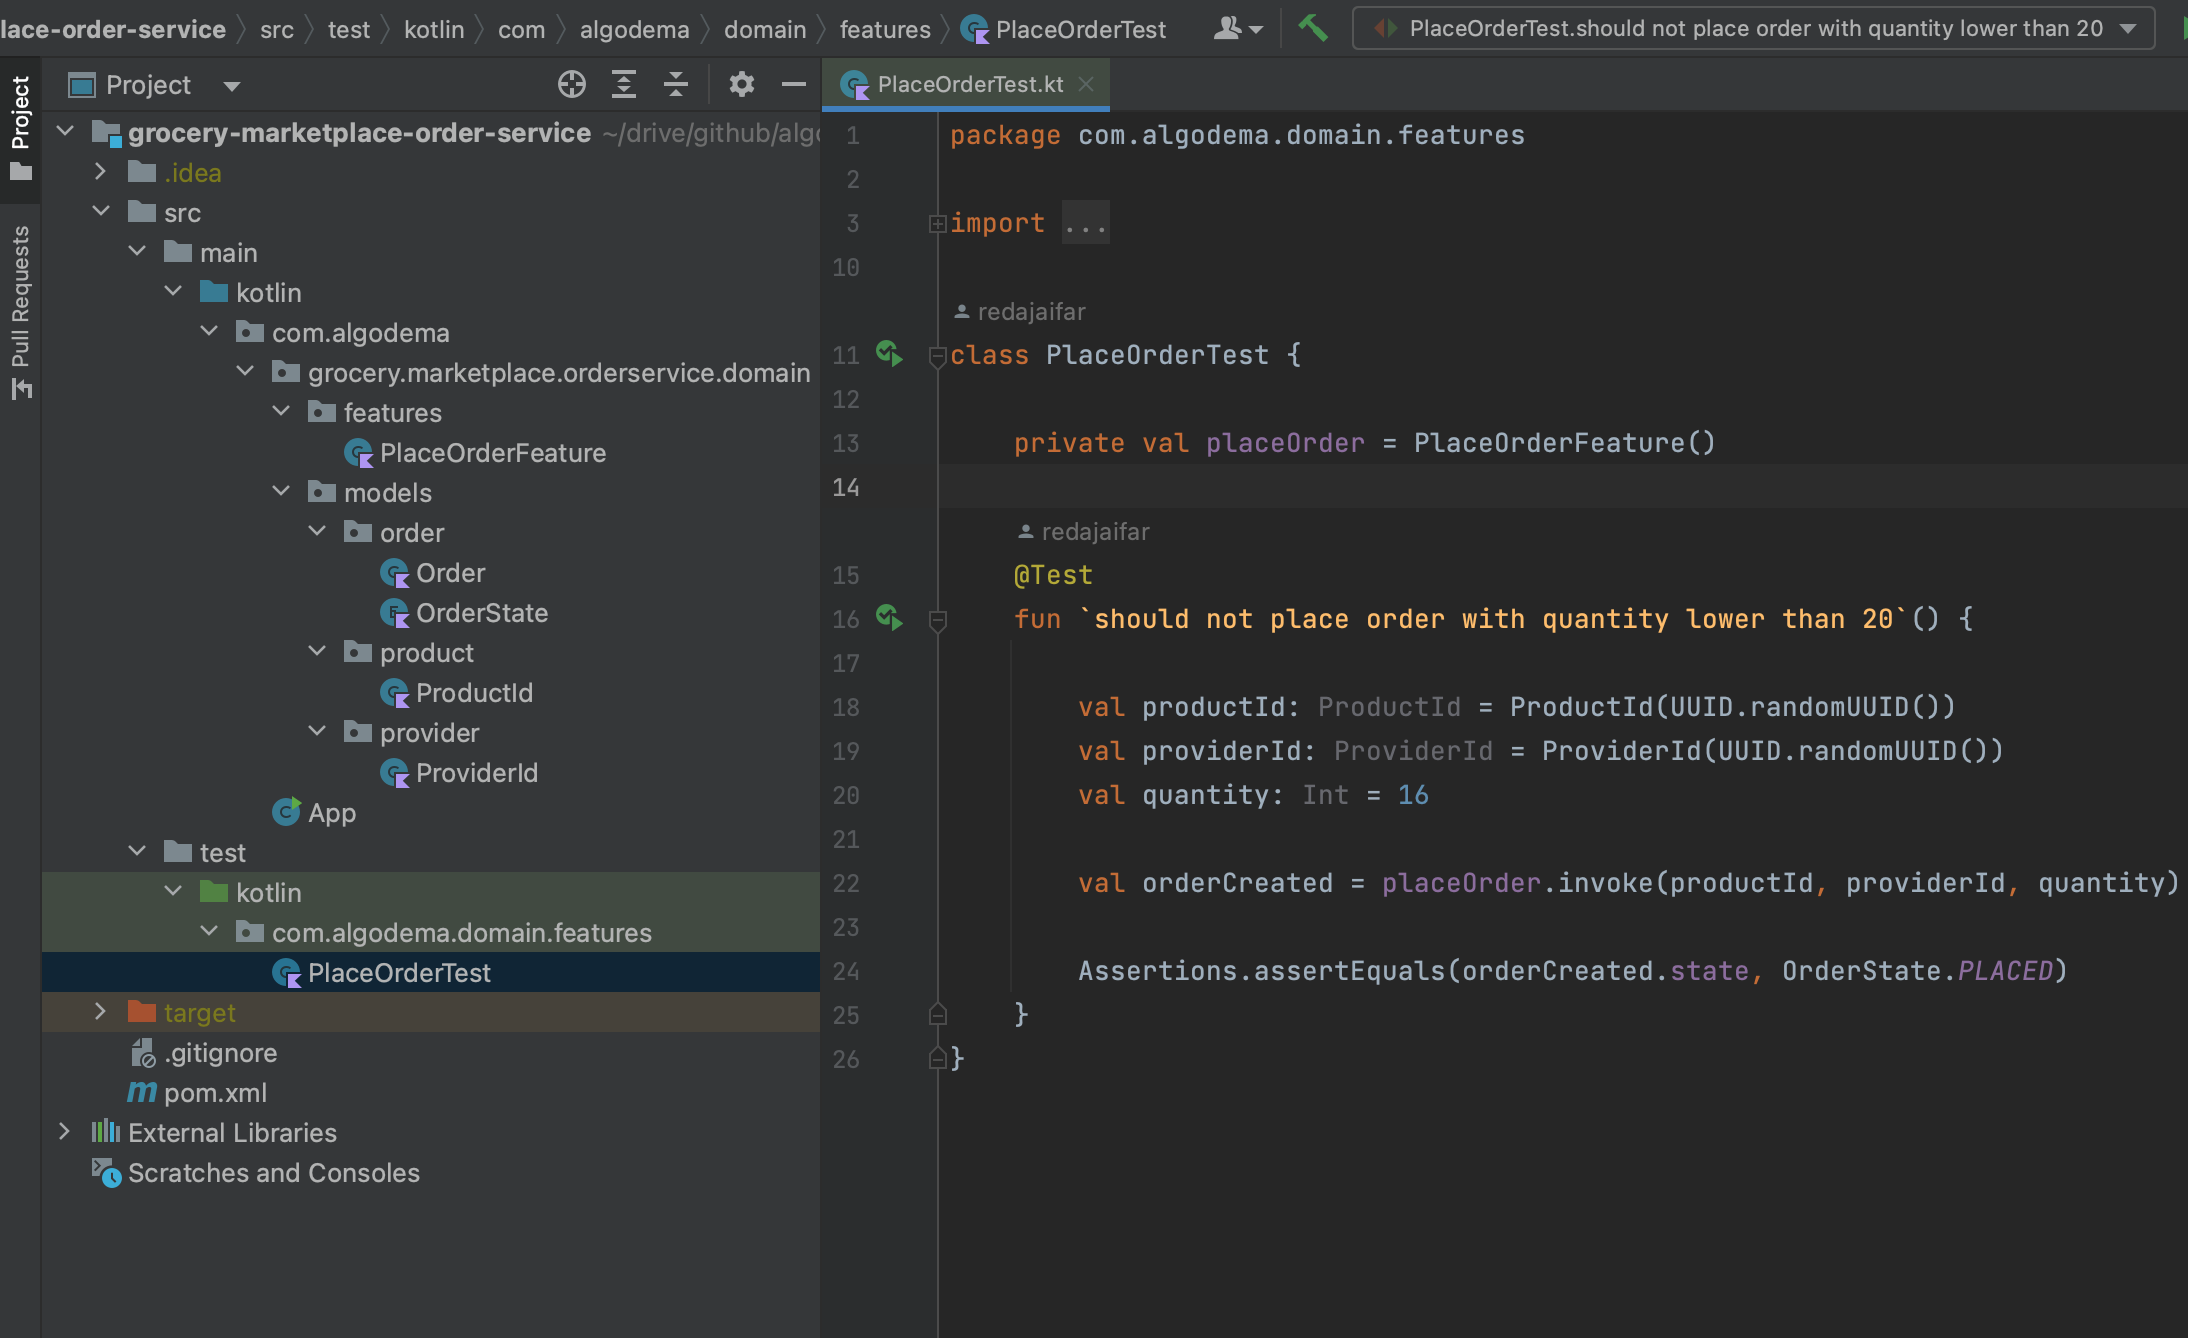 lace-order-service src test kotlin com algodema domain features PlaceOrderTest PlaceOrderTest.should not place order with quantity lower than 20
Project
Pull Requests
Project
grocery-marketplace-order-service ~/drive/github/algo
.idea
src
main
kotlin
com.algodema
grocery.marketplace.orderservice.domain
features
PlaceOrderFeature
models
order
Order
OrderState
product
ProductId
provider
ProviderId
App
test
kotlin
com.algodema.domain.features
PlaceOrderTest
target
.gitignore
pom.xml
External Libraries
Scratches and Consoles
PlaceOrderTest.kt
1 package com.algodema.domain.features
2
3 import ...
10
redajaifar
11 class PlaceOrderTest {
12
13 private val placeOrder = PlaceOrderFeature()
14
redajaifar
15 @Test
16 fun `should not place order with quantity lower than 20`() {
17
18 val productId: ProductId = ProductId(UUID.randomUUID())
19 val providerId: ProviderId = ProviderId(UUID.randomUUID())
20 val quantity: Int = 16
21
22 val orderCreated = placeOrder.invoke(productId, providerId, quantity)
23
24 Assertions.assertEquals(orderCreated.state, OrderState.PLACED)
25 }
26 }